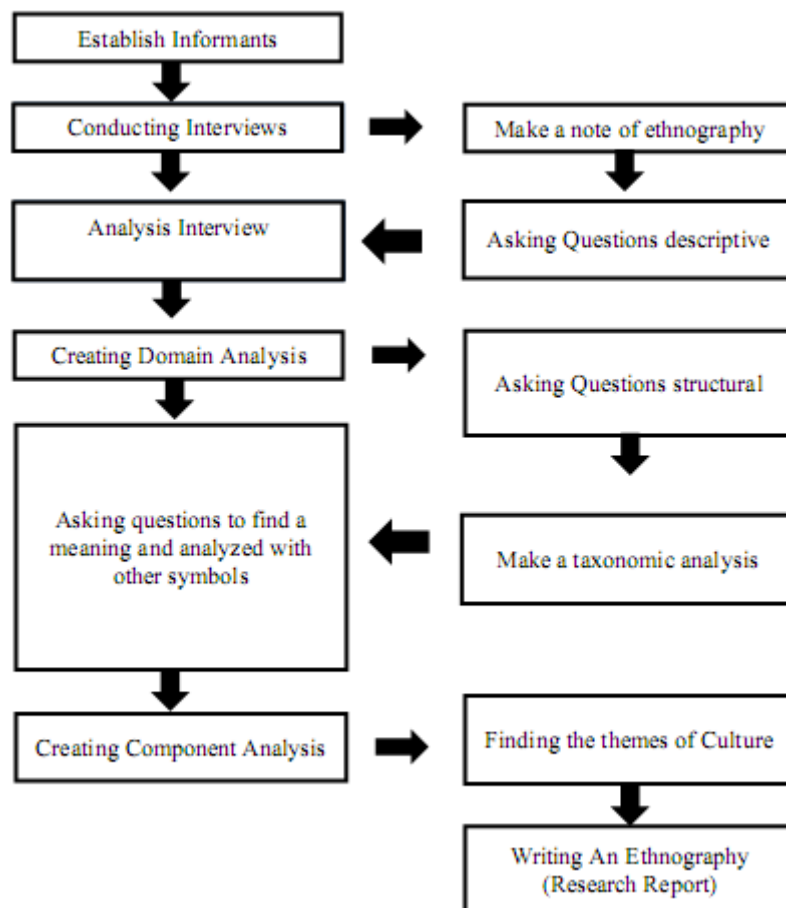 Establish Informants
Conducting Interviews
Make a note of ethnography
Analysis Interview
Asking Questions descriptive
Creating Domain Analysis
Asking Questions structural
Asking questions to find a
meaning and analyzed with
other symbols
Make a taxonomic analysis
Creating Component Analysis
Finding the themes of Culture
Writing An Ethnography
(Research Report)